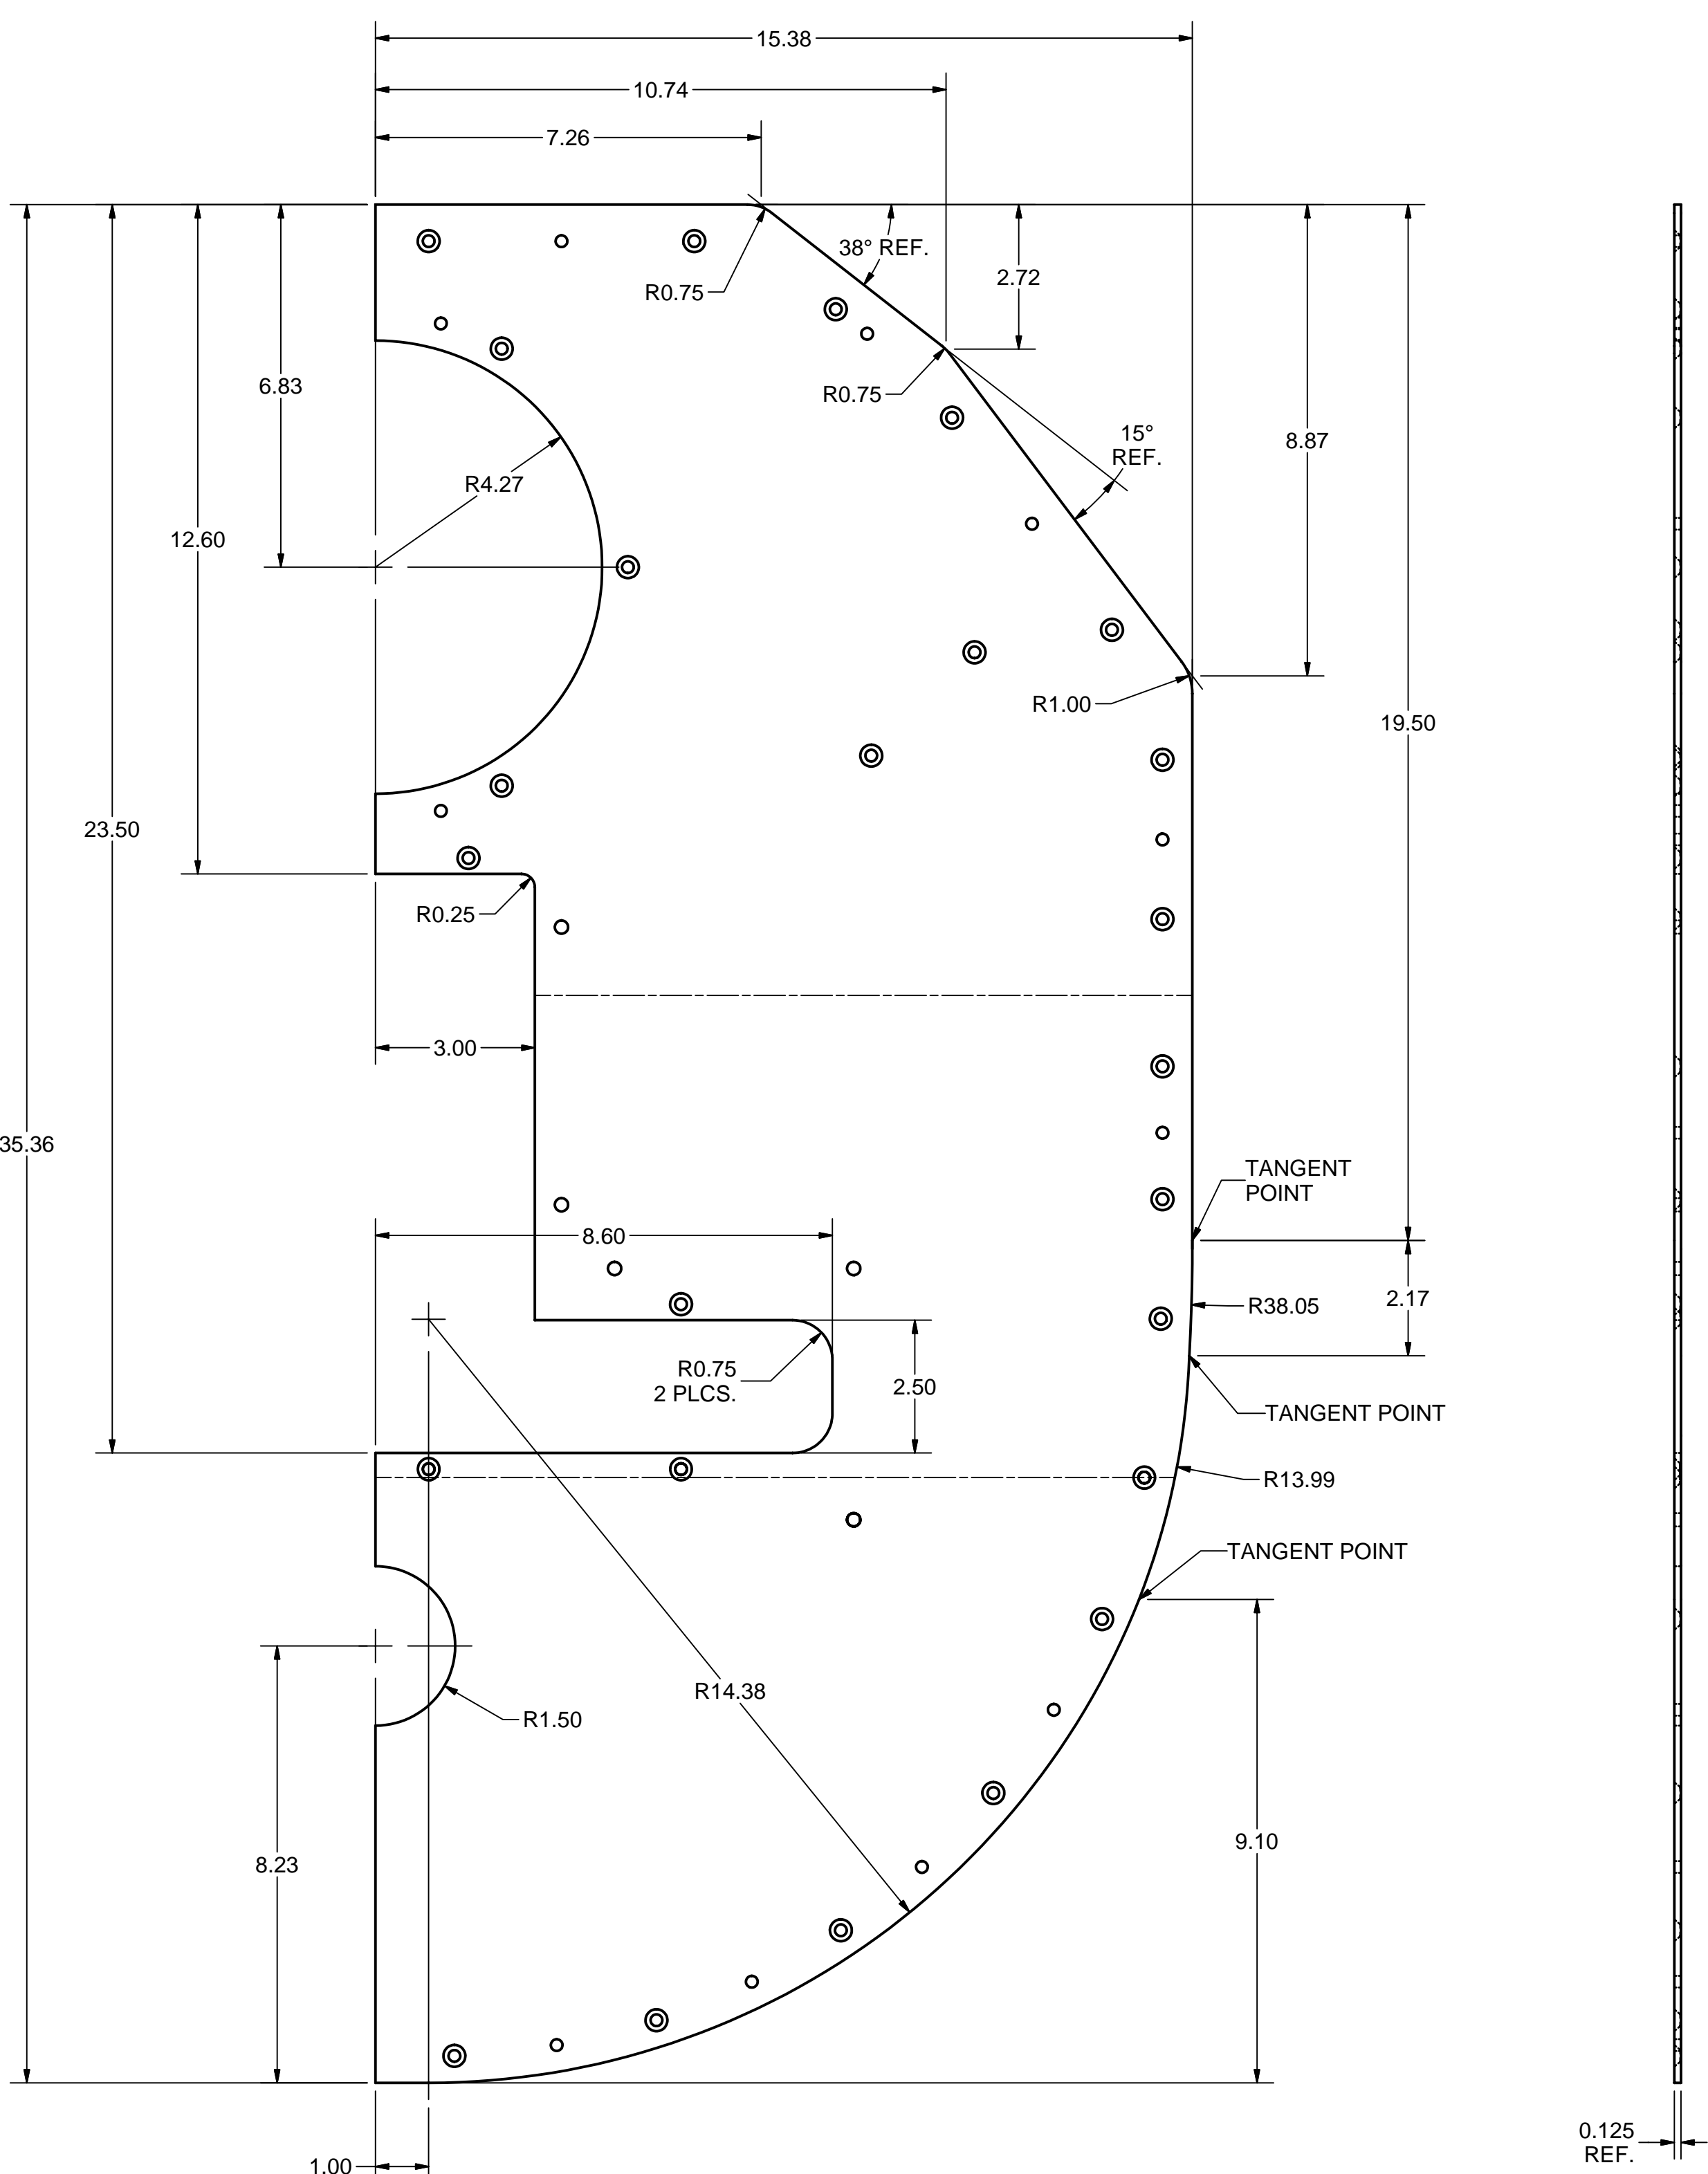 15.38
10.74
7.26
38° REF.
2.72
R0.75
6.83
R0.75
15°
REF.
8.87
R4.27
12.60
R1.00
19.50
23.50
R0.25
3.00
35.36
TANGENT
POINT
8.60
2.17
R38.05
R0.75
2 PLCS.
2.50
TANGENT POINT
R13.99
TANGENT POINT
R14.38
R1.50
9.10
8.23
0.125
REF.
1.00